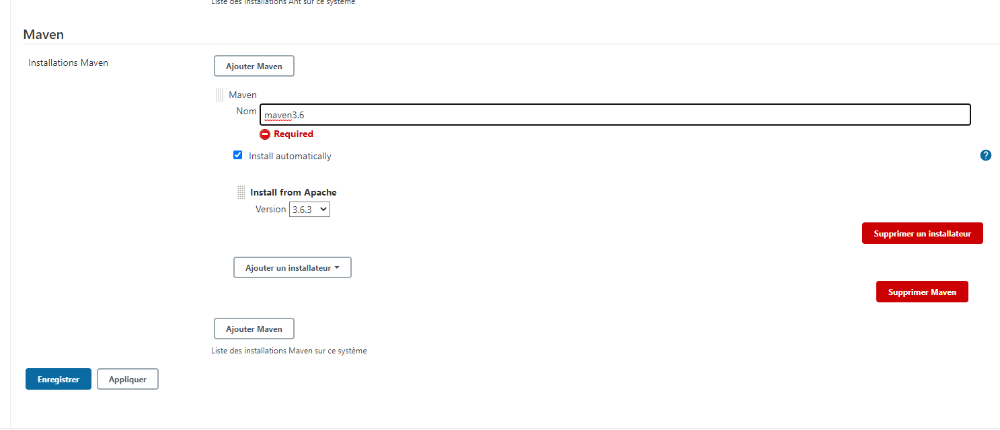 Liste des installations Ant sur ce système
Maven
Installations Maven
Ajouter Maven
Maven
Nom
maven3.6
Required
Install automatically
?
Install from Apache
Version 3.6.3
Supprimer un installateur
Ajouter un installateur
Supprimer Maven
Ajouter Maven
Liste des installations Maven sur ce système
Enregistrer Appliquer